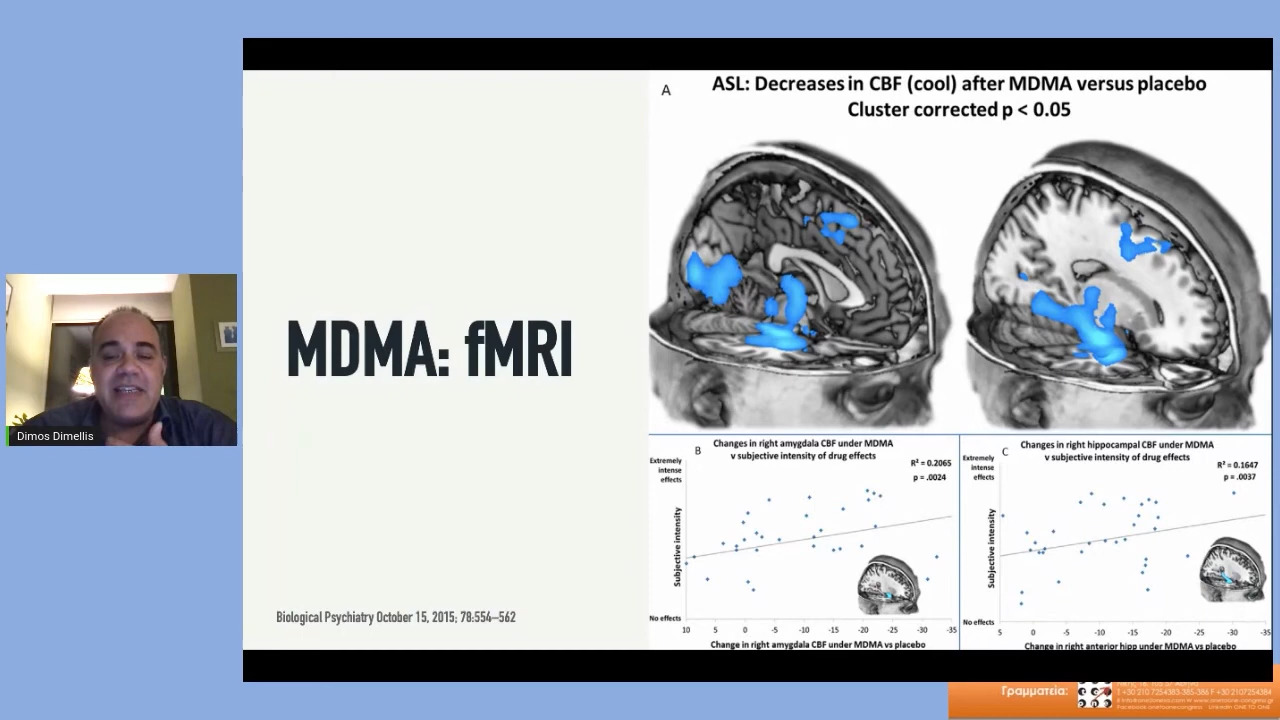 ASL: Decreases in CBF (cool) after MDMA versus placebo
Cluster corrected p < 0.05
A
MDMA: fMRI
Biological Psychiatry October 15, 2015; 78:554–562
Dimos Dimellis
B
Changes in right amygdala CBF under MDMA
v subjective intensity of drug effects
R² = 0.2065
p = .0024
Extremely
intense
effects
Subjective intensity
No effects
10 5 0 -5 -10 -15 -20 -25 -30 -35
Change in right amygdala CBF under MDMA vs placebo
C
Changes in right hippocampal CBF under MDMA
v subjective intensity of drug effects
R² = 0.1647
p = .0037
Extremely
intense
effects
Subjective intensity
No effects
5 0 -5 -10 -15 -20 -25 -30 -35
Change in right anterior hipp under MDMA vs placebo
Γραμματεία:
T +30 210 7254383-385-386 F +30 2107254384